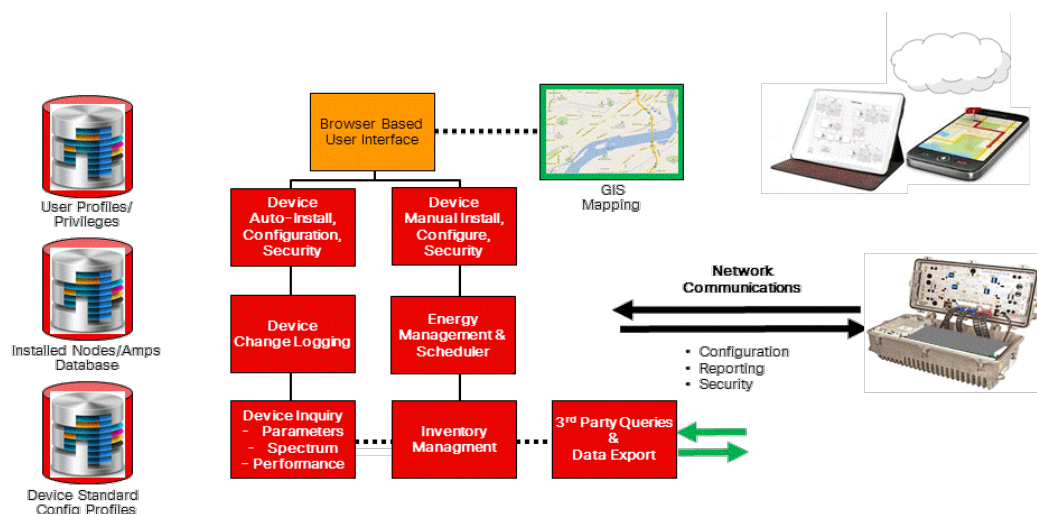 User Profiles/
Privileges
Installed Nodes/Amps
Database
Device Standard
Config Profiles
Browser Based
User Interface
GIS
Mapping
Device
Auto-Install,
Configuration,
Security
Device
Manual Install,
Configure,
Security
Device
Change Logging
Energy
Management &
Scheduler
Device Inquiry
- Parameters
- Spectrum
- Performance
Inventory
Managment
3rd Party Queries
&
Data Export
Network
Communications
▪ Configuration
▪ Reporting
▪ Security